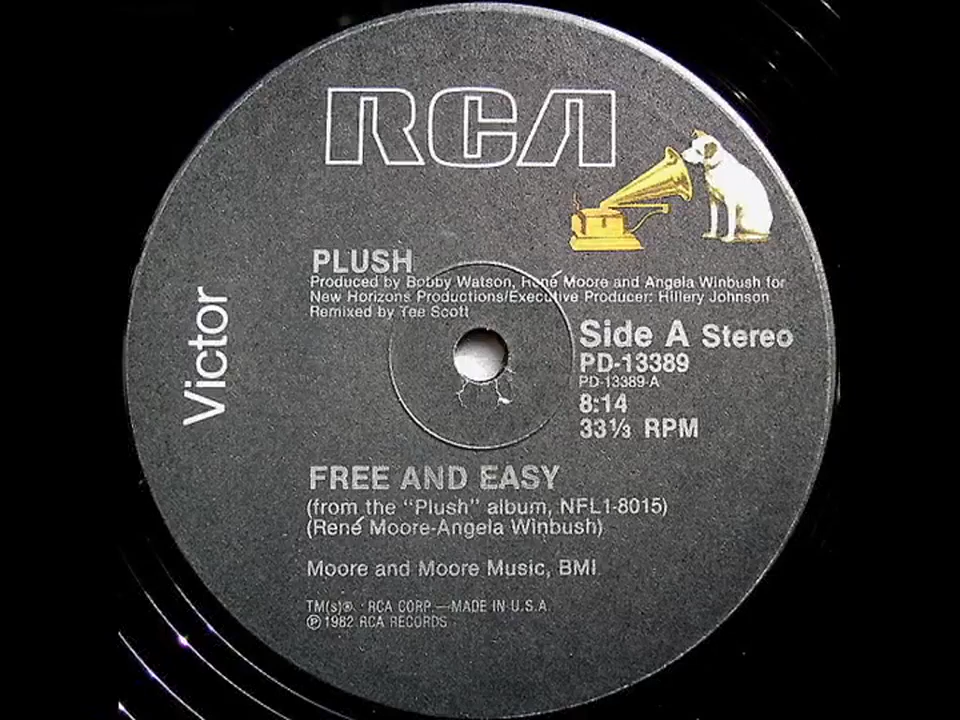 RCA
Victor
PLUSH
Produced by Bobby Watson, René Moore and Angela Winbush for
New Horizons Productions/Executive Producer: Hillery Johnson
Remixed by Tee Scott
Side A Stereo
PD-13389
PD-13389-A
8:14
33⅓ RPM
FREE AND EASY
(from the "Plush" album, NFL1-8015)
(René Moore-Angela Winbush)
Moore and Moore Music, BMI
TM(s)® · RCA CORP.—MADE IN U.S.A.
℗ 1982 RCA RECORDS